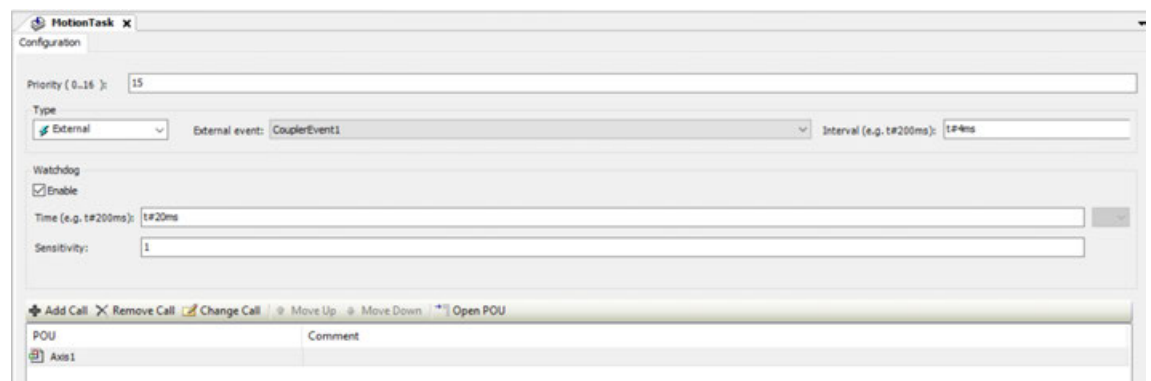 MotionTask X
Configuration
Priority ( 0..16 ): 15
Type
External External event: CouplerEvent1 Interval (e.g. t#200ms): t#4ms
Watchdog
Enable
Time (e.g. t#200ms): t#20ms
Sensitivity: 1
Add Call Remove Call Change Call Move Up Move Down Open POU
POU Comment
Axis1